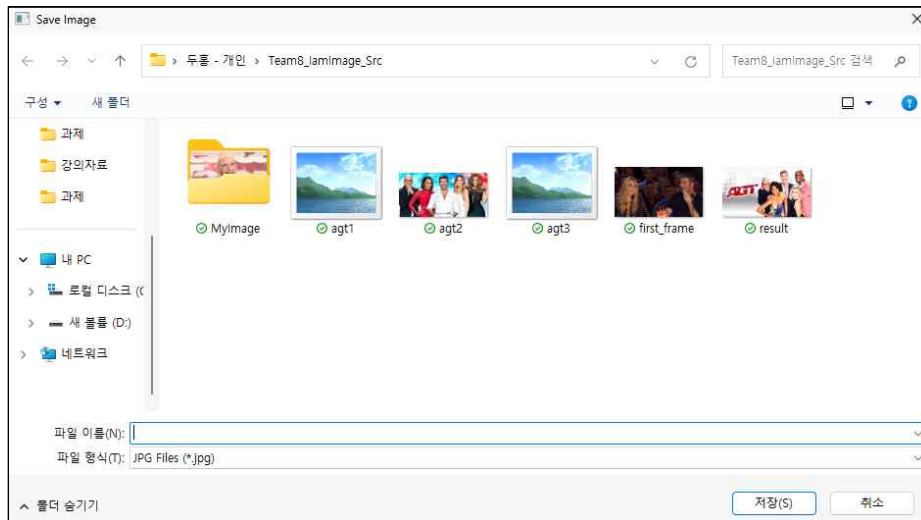 Save Image
두홍 - 개인 › Team8_IamImage_Src
Team8_IamImage_Src 검색
구성
새 폴더
과제
강의자료
과제
내 PC
로컬 디스크 (C
새 볼륨 (D:)
네트워크
MyImage
agt1
agt2
agt3
first_frame
result
AGT
파일 이름(N):
파일 형식(T): JPG Files (*.jpg)
폴더 숨기기
저장(S)
취소